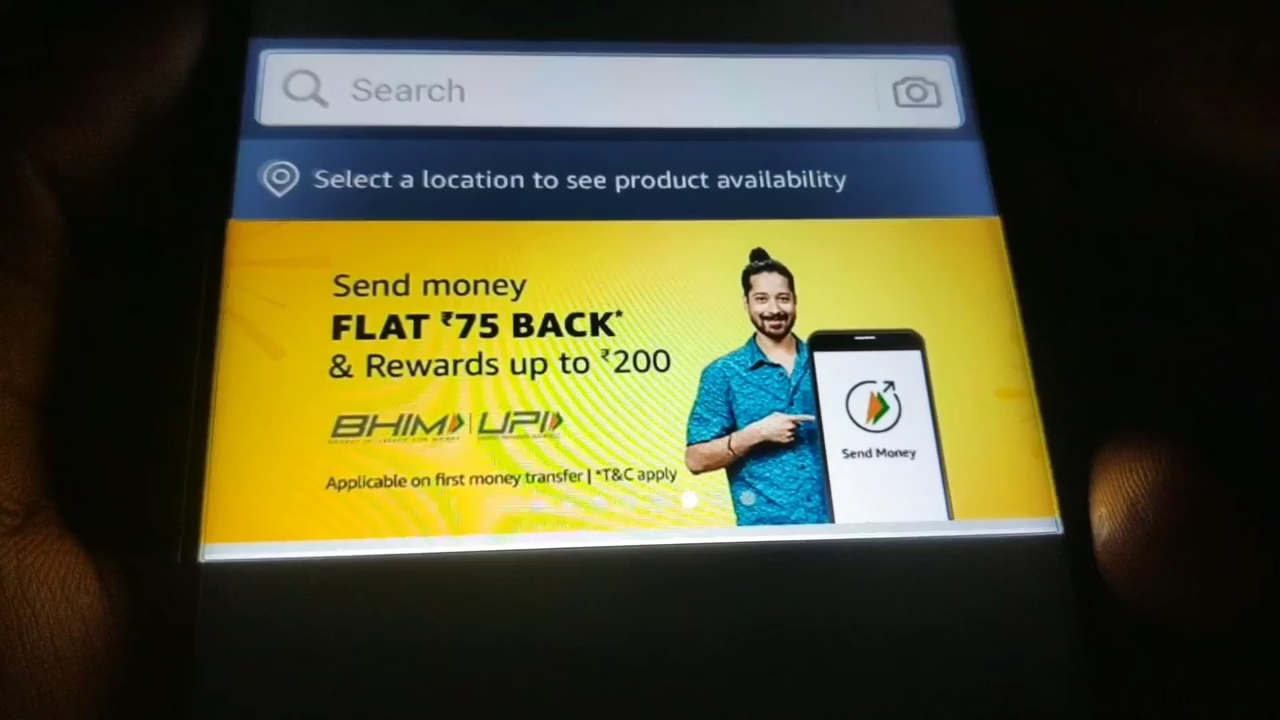 Search
Select a location to see product availability
Send money
FLAT ₹75 BACK*
& Rewards up to ₹200
BHIM UPI
Applicable on first money transfer | *T&C apply
Send Money